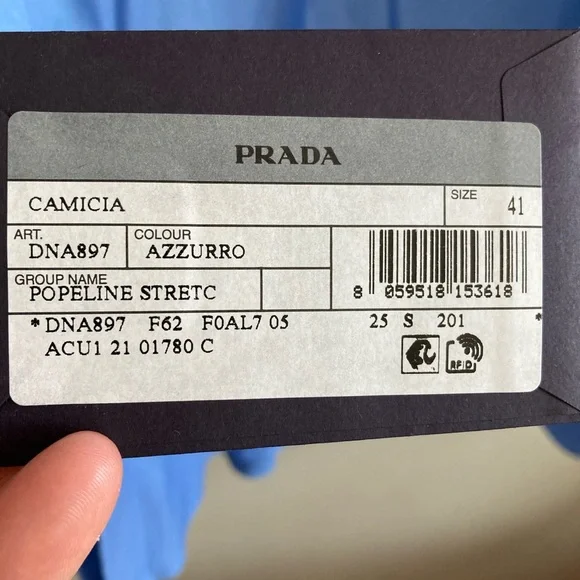 PRADA
CAMICIA
SIZE 41
ART. COLOUR
DNA897 AZZURRO
GROUP NAME
POPELINE STRETC
8 059518 153618
*DNA897 F62 F0AL7 05 25 S 201 *
ACU1 21 01780 C
RFID